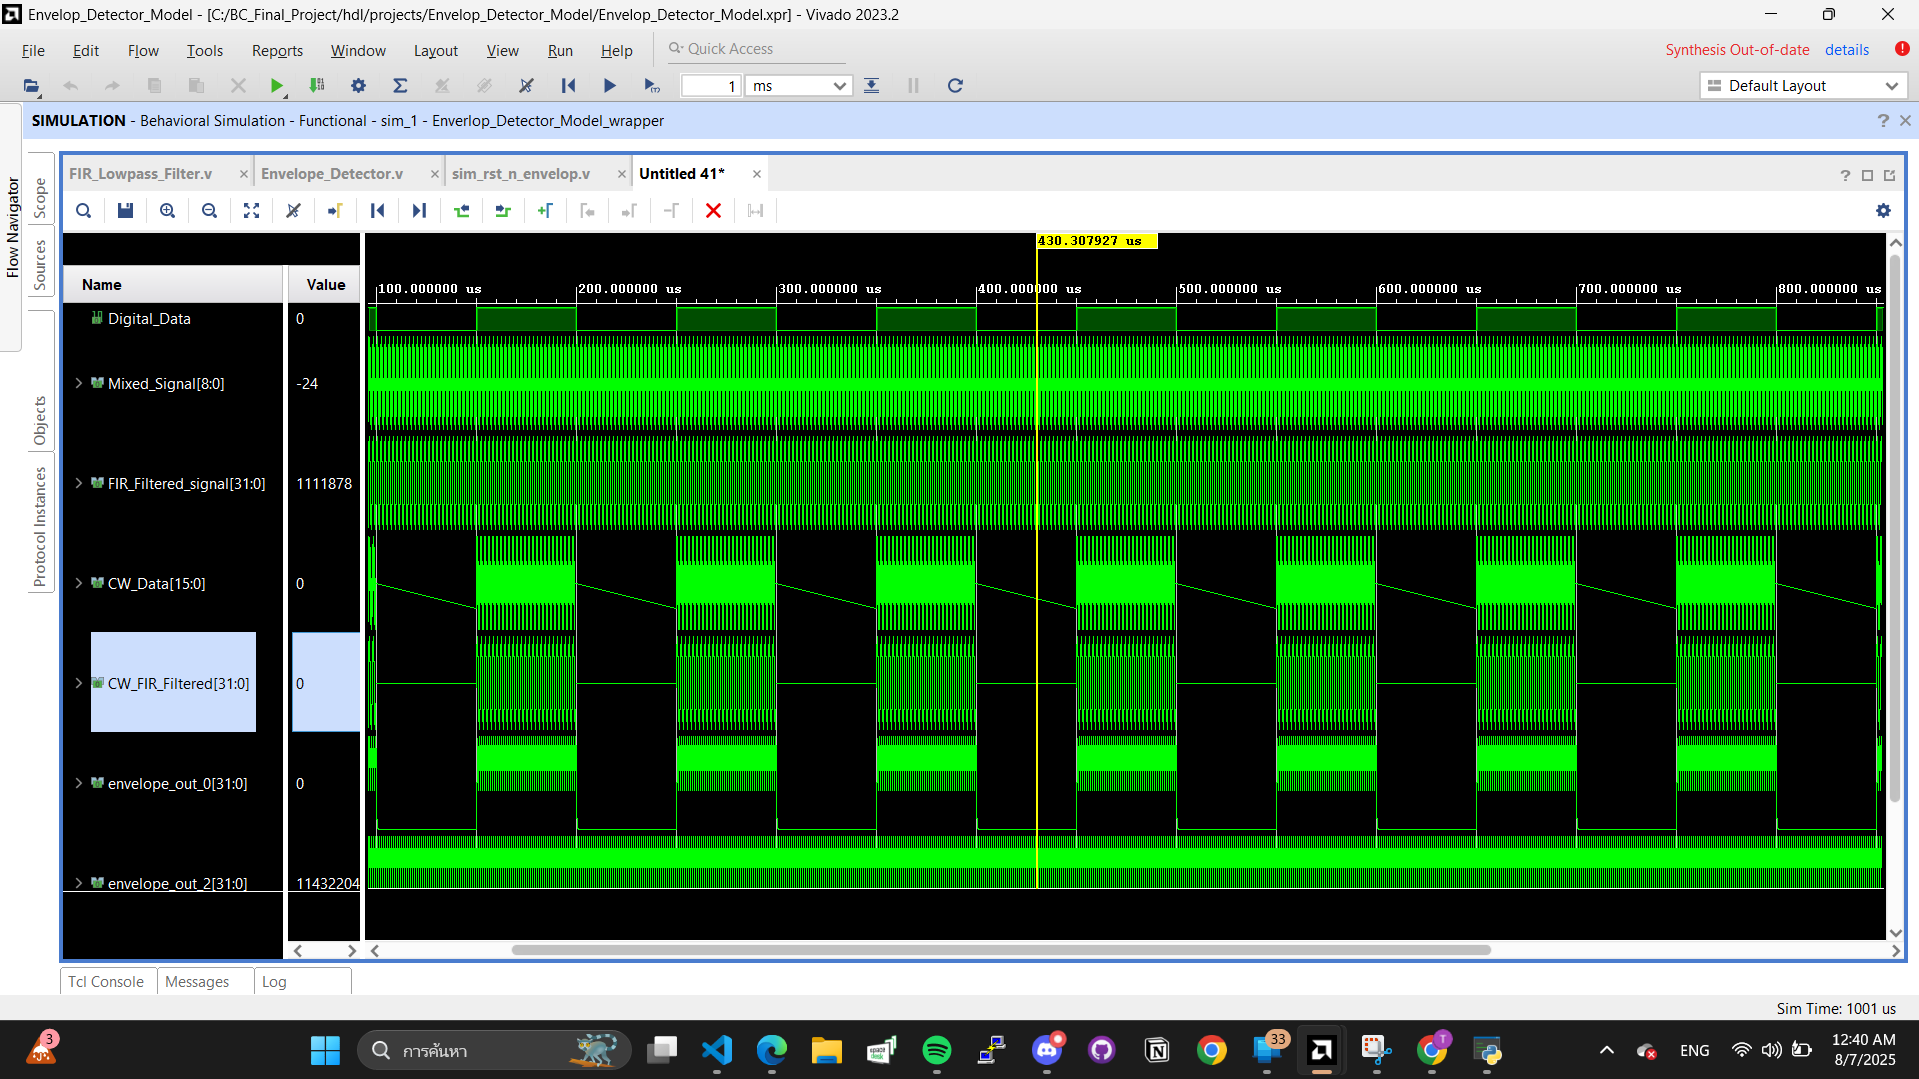 Envelop_Detector_Model - [C:/BC_Final_Project/hdl/projects/Envelop_Detector_Model/Envelop_Detector_Model.xpr] - Vivado 2023.2
File Edit Flow Tools Reports Window Layout View Run Help Quick Access
Synthesis Out-of-date details
1 ms
Default Layout
SIMULATION - Behavioral Simulation - Functional - sim_1 - Enverlop_Detector_Model_wrapper
Flow Navigator
Scope
Sources
Objects
Protocol Instances
FIR_Lowpass_Filter.v Envelope_Detector.v sim_rst_n_envelop.v Untitled 41*
430.307927 us
Name Value
100.000000 us 200.000000 us 300.000000 us 400.000000 us 500.000000 us 600.000000 us 700.000000 us 800.000000 us
Digital_Data 0
Mixed_Signal[8:0] -24
FIR_Filtered_signal[31:0] 1111878
CW_Data[15:0] 0
CW_FIR_Filtered[31:0] 0
envelope_out_0[31:0] 0
envelope_out_2[31:0] 11432204
Tcl Console Messages Log
Sim Time: 1001 us
3
การค้นหา
space desk
33
T
ENG
12:40 AM
8/7/2025